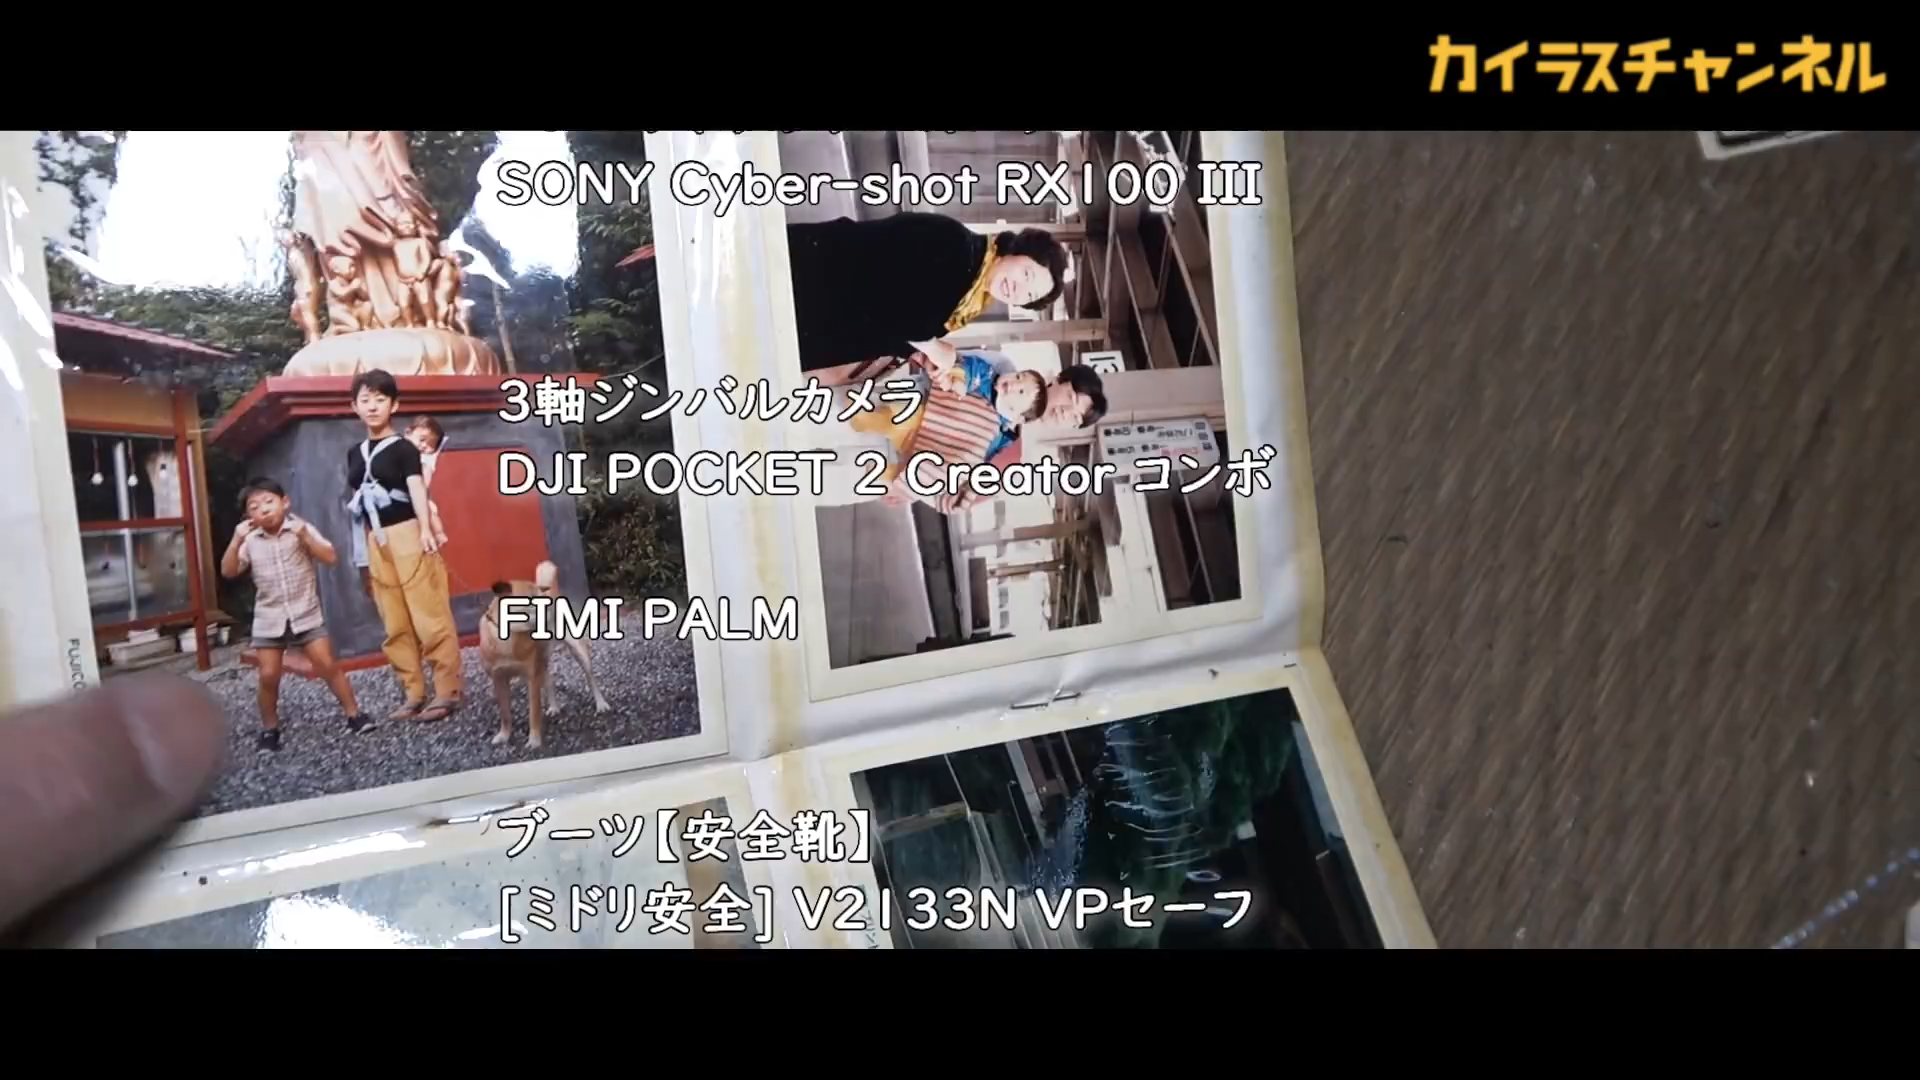 カイラスチャンネル
SONY Cyber-shot RX100 III
3軸ジンバルカメラ
DJI POCKET 2 Creator コンボ
FIMI PALM
ブーツ【安全靴】
[ミドリ安全] V2133N VPセーフ